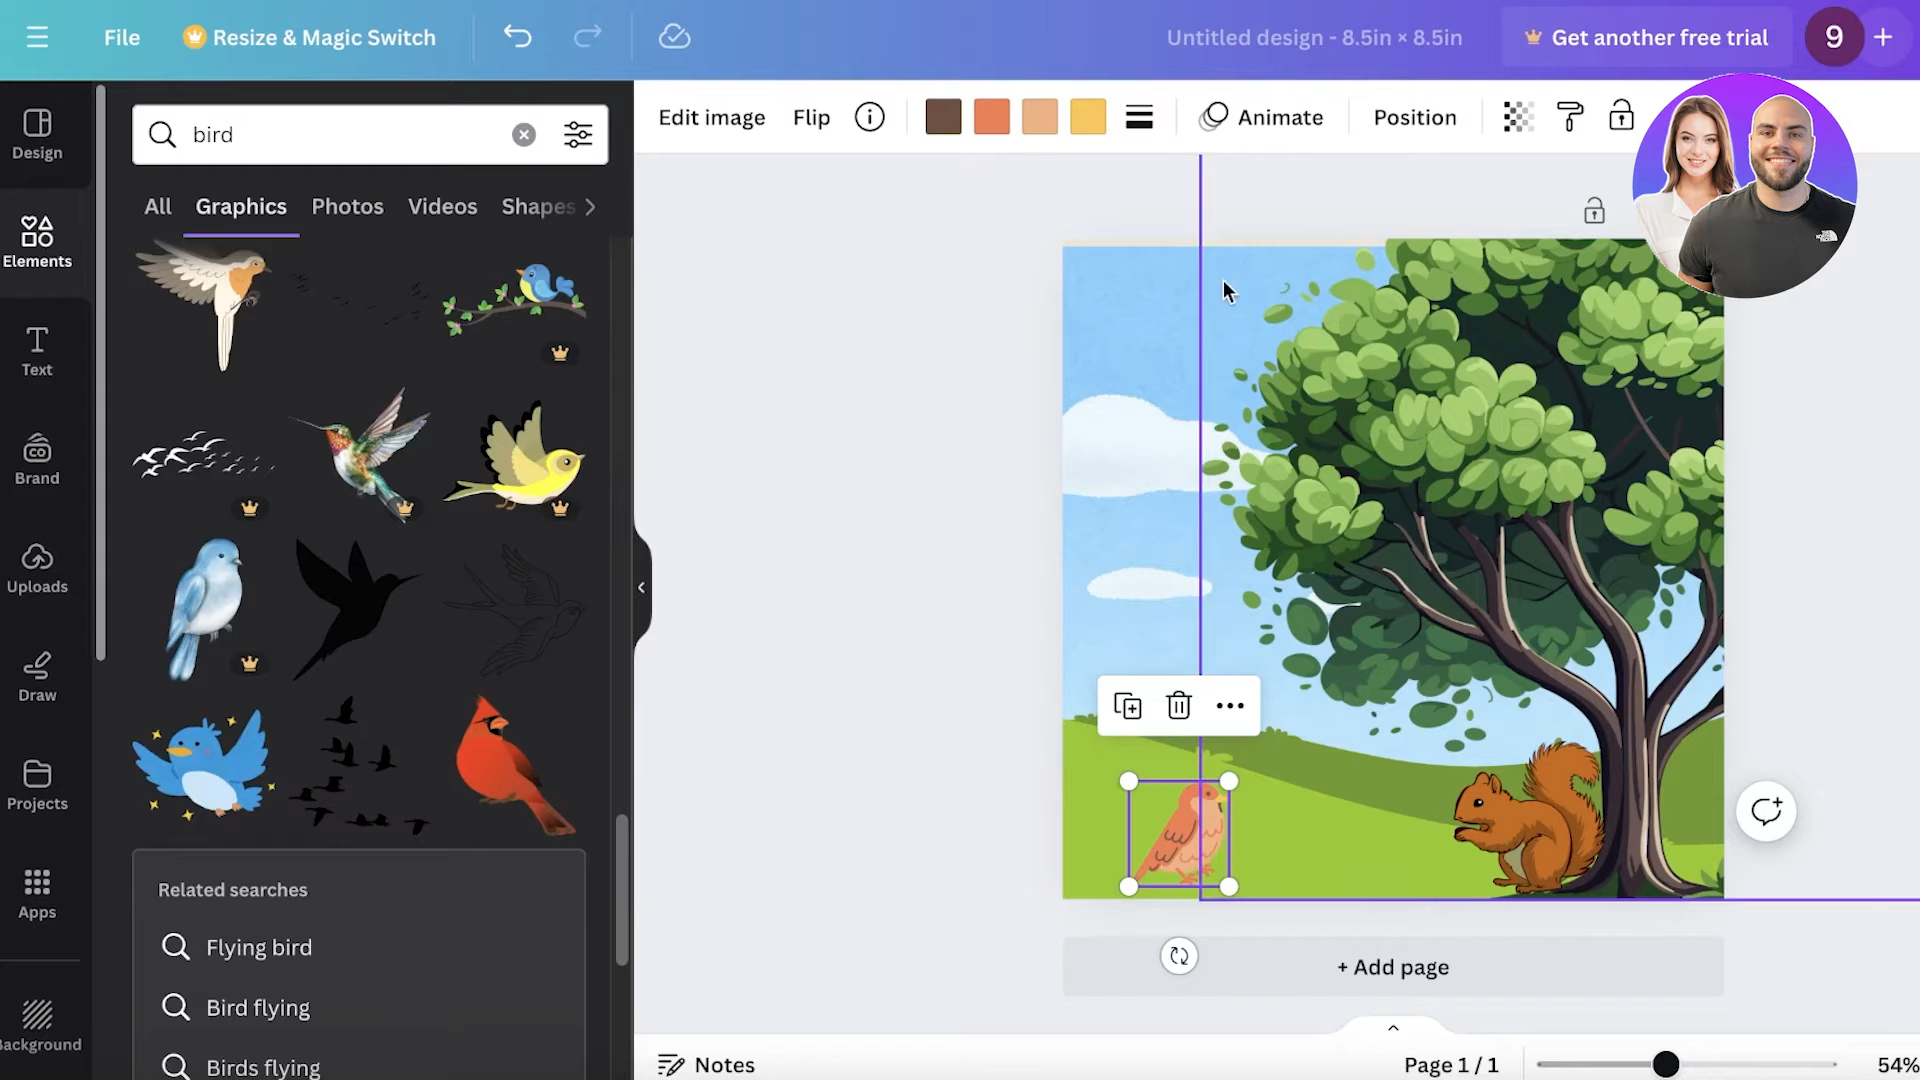 File
Resize & Magic Switch
Untitled design - 8.5in × 8.5in
Get another free trial
9
+
Design
Elements
Text
Brand
Uploads
Draw
Projects
Apps
Background
bird
All
Graphics
Photos
Videos
Shapes
Related searches
Flying bird
Bird flying
Birds flying
Edit image
Flip
Animate
Position
+ Add page
Notes
Page 1 / 1
54%